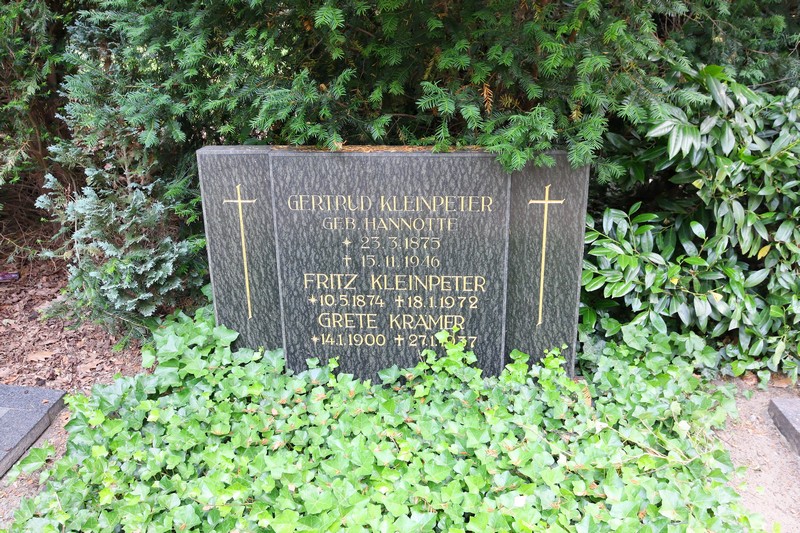 GERTRUD KLEINPETER
GEB. HANNOTTE
* 23.3.1875
† 15.11.1946
FRITZ KLEINPETER
*10.5.1874 †18.1.1972
GRETE KRAMER
*14.1.1900 †